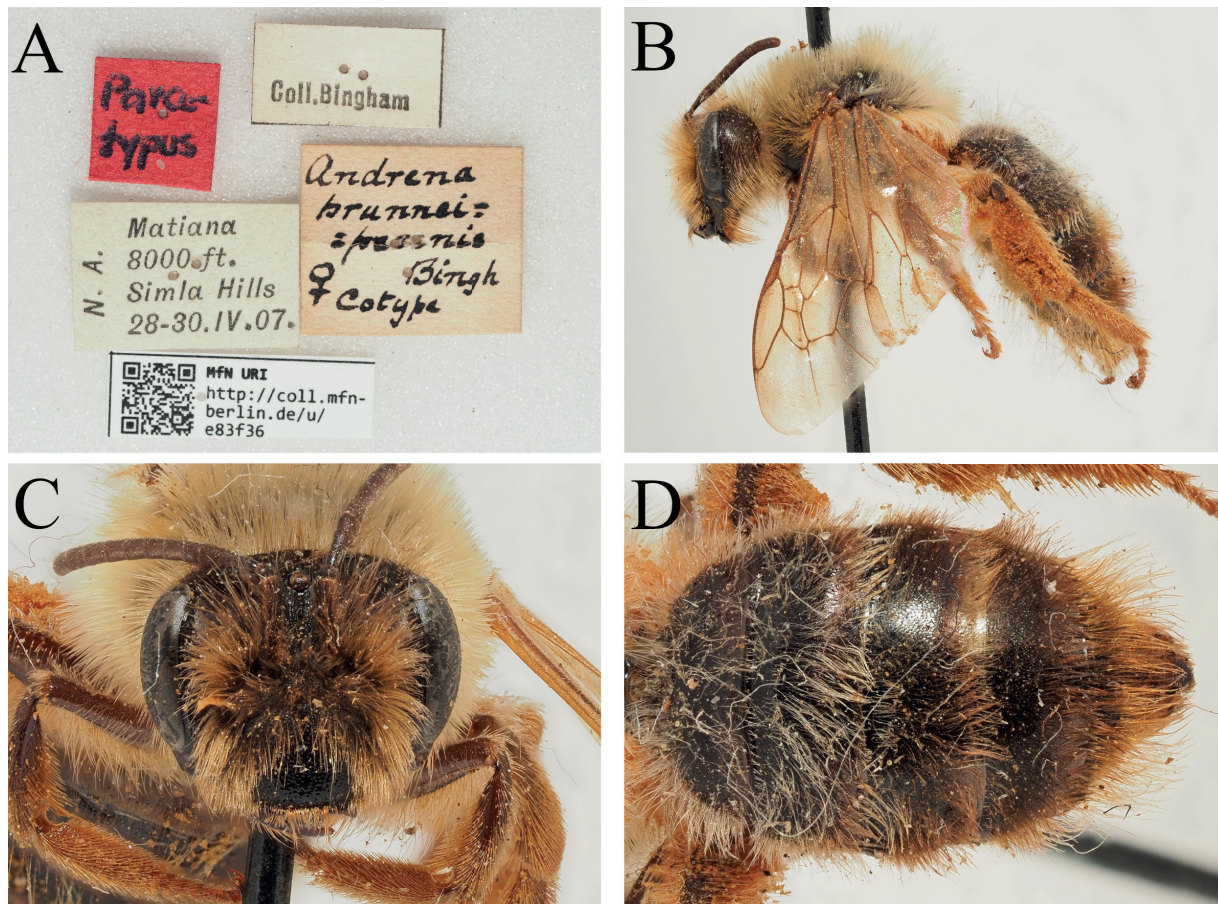 A
Para-
typus
Coll. Bingham
Andrena
brunnei=
=pennis
♀ Bingh
Cotype
N. A.
Matiana
8000 ft.
Simla Hills
28-30.IV.07.
MfN URI
http://coll.mfn-
berlin.de/u/
e83f36
B
C
D